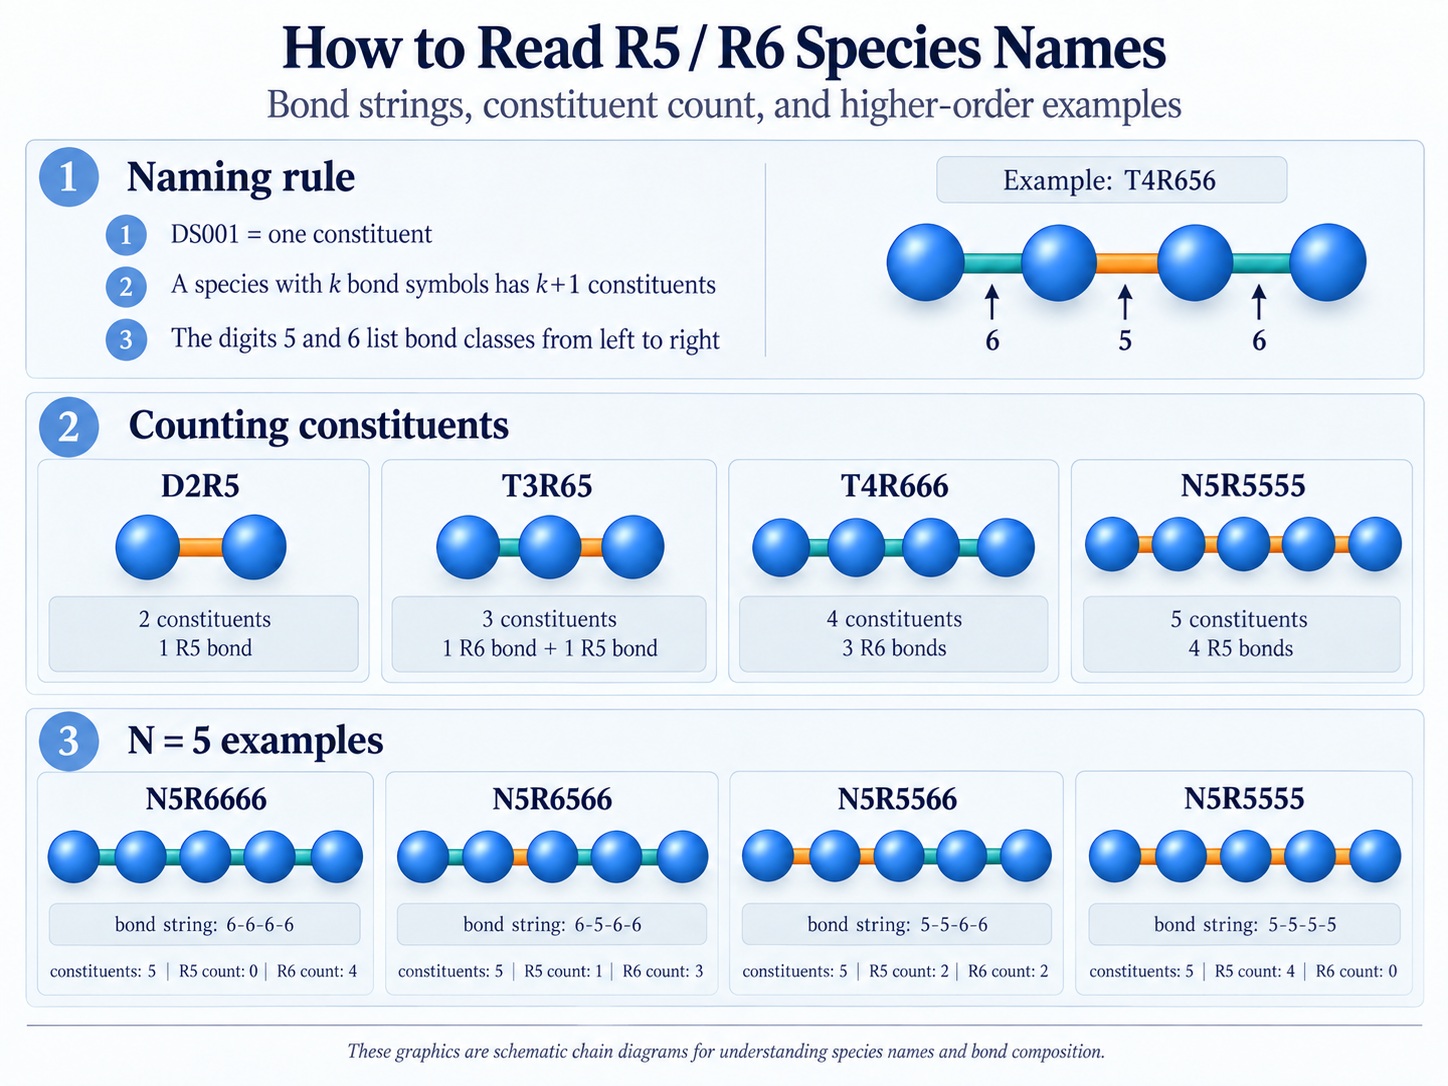 How to Read R5 / R6 Species Names
Bond strings, constituent count, and higher-order examples
1
Naming rule
1 DS001 = one constituent
2 A species with k bond symbols has k+1 constituents
3 The digits 5 and 6 list bond classes from left to right
Example: T4R656
6 5 6
2
Counting constituents
D2R5
2 constituents
1 R5 bond
T3R65
3 constituents
1 R6 bond + 1 R5 bond
T4R666
4 constituents
3 R6 bonds
N5R5555
5 constituents
4 R5 bonds
3
N = 5 examples
N5R6666
bond string: 6-6-6-6
constituents: 5 | R5 count: 0 | R6 count: 4
N5R6566
bond string: 6-5-6-6
constituents: 5 | R5 count: 1 | R6 count: 3
N5R5566
bond string: 5-5-6-6
constituents: 5 | R5 count: 2 | R6 count: 2
N5R5555
bond string: 5-5-5-5
constituents: 5 | R5 count: 4 | R6 count: 0
These graphics are schematic chain diagrams for understanding species names and bond composition.